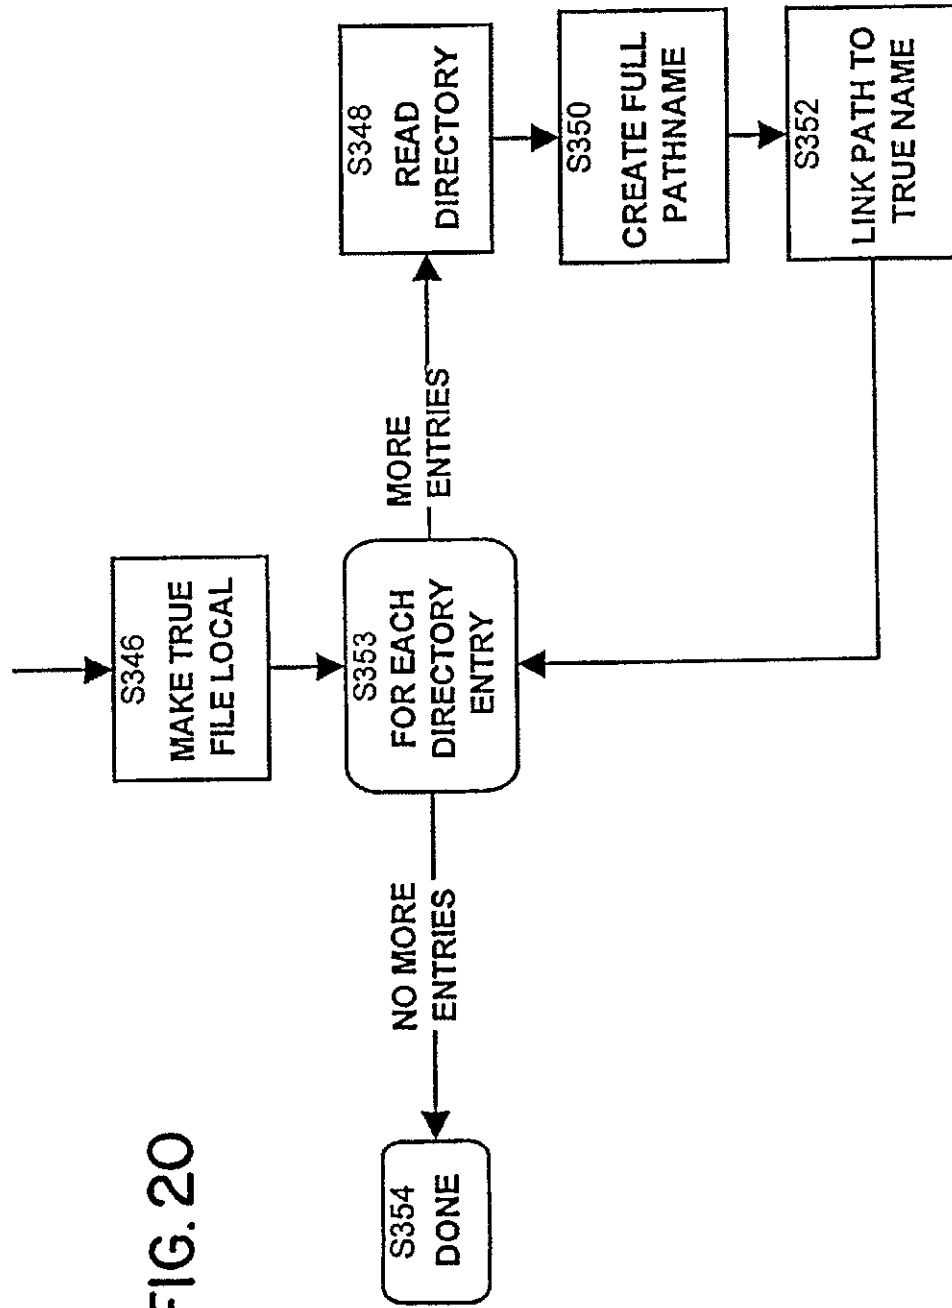 FIG. 20
S346
MAKE TRUE
FILE LOCAL
S353
FOR EACH
DIRECTORY
ENTRY
NO MORE
ENTRIES
S354
DONE
MORE
ENTRIES
S348
READ
DIRECTORY
S350
CREATE FULL
PATHNAME
S352
LINK PATH TO
TRUE NAME